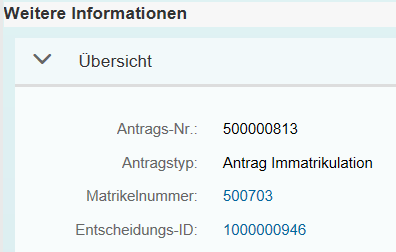 Weitere Informationen
Übersicht
Antrags-Nr.: 500000813
Antragstyp: Antrag Immatrikulation
Matrikelnummer: 500703
Entscheidungs-ID: 1000000946